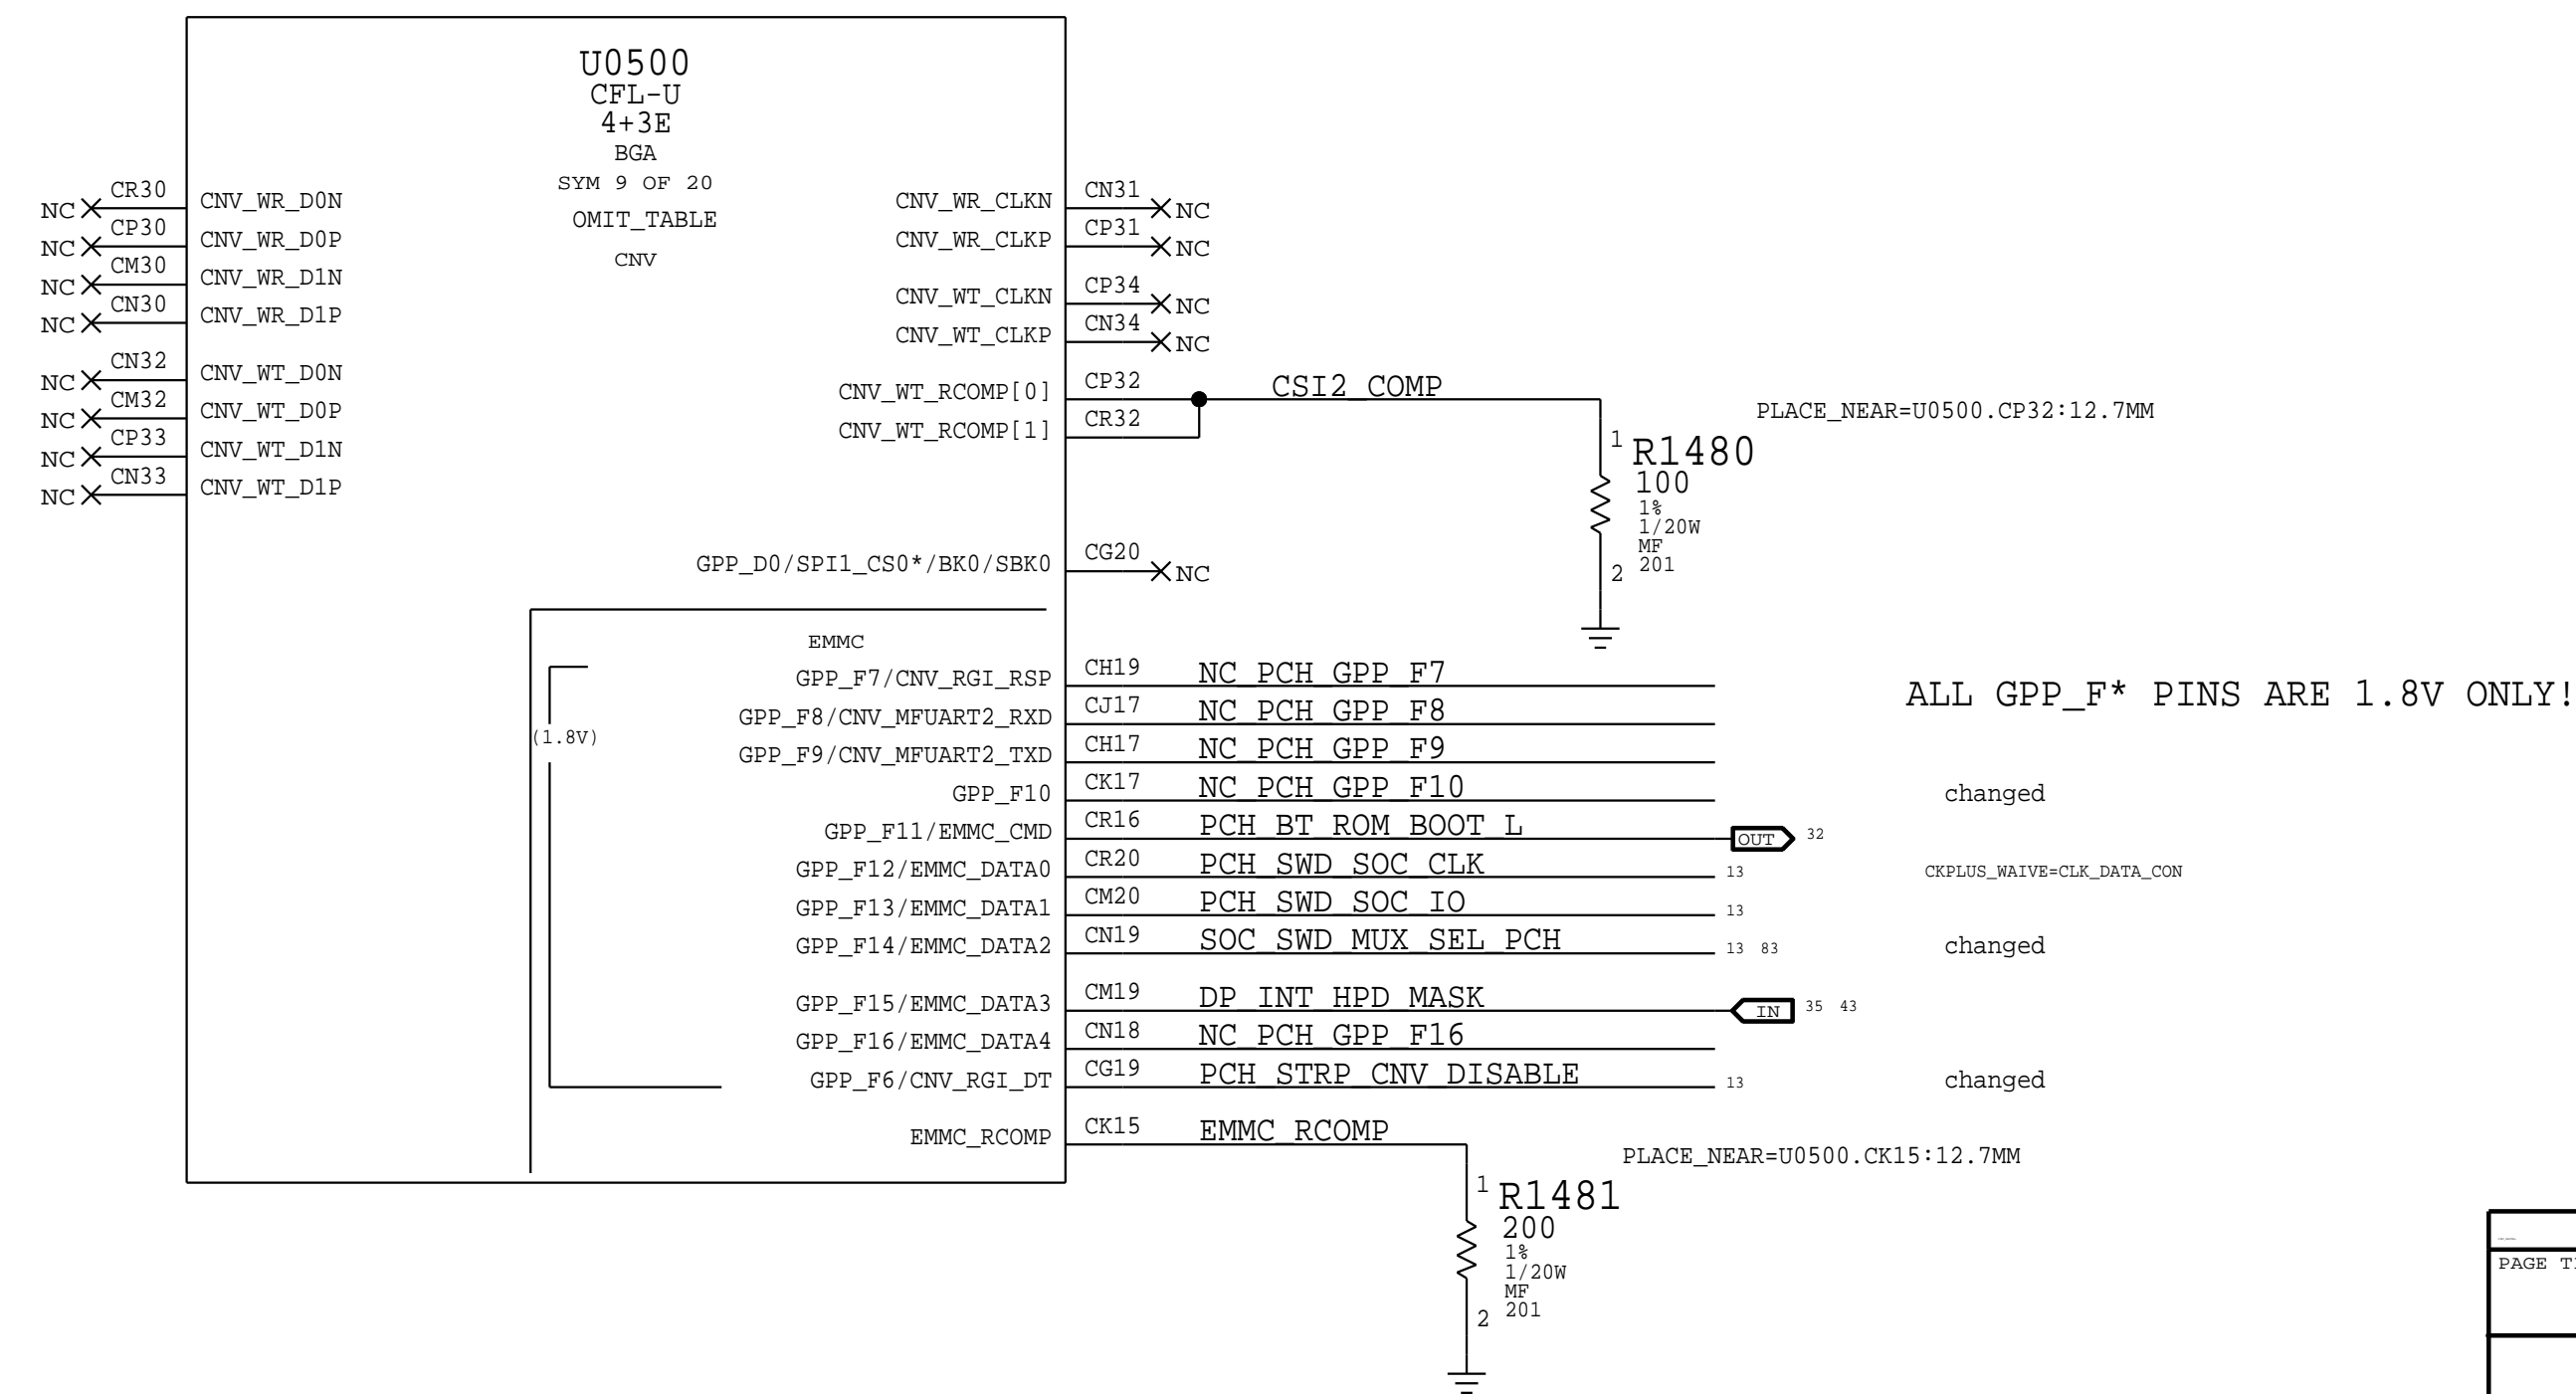 U0500
CFL-U
4+3E
BGA
SYM 9 OF 20
OMIT_TABLE
CNV
NC CR30 CNV_WR_D0N
NC CP30 CNV_WR_D0P
NC CM30 CNV_WR_D1N
NC CN30 CNV_WR_D1P
NC CN32 CNV_WT_D0N
NC CM32 CNV_WT_D0P
NC CP33 CNV_WT_D1N
NC CN33 CNV_WT_D1P
CNV_WR_CLKN CN31 NC
CNV_WR_CLKP CP31 NC
CNV_WT_CLKN CP34 NC
CNV_WT_CLKP CN34 NC
CNV_WT_RCOMP[0] CP32 CSI2_COMP
CNV_WT_RCOMP[1] CR32
PLACE_NEAR=U0500.CP32:12.7MM
1 R1480
100
1%
1/20W
MF
2 201
GPP_D0/SPI1_CS0*/BK0/SBK0 CG20 NC
EMMC
(1.8V)
GPP_F7/CNV_RGI_RSP CH19 NC_PCH_GPP_F7
ALL GPP_F* PINS ARE 1.8V ONLY!
GPP_F8/CNV_MFUART2_RXD CJ17 NC_PCH_GPP_F8
GPP_F9/CNV_MFUART2_TXD CH17 NC_PCH_GPP_F9
GPP_F10 CK17 NC_PCH_GPP_F10 changed
GPP_F11/EMMC_CMD CR16 PCH_BT_ROM_BOOT_L OUT 32
GPP_F12/EMMC_DATA0 CR20 PCH_SWD_SOC_CLK 13 CKPLUS_WAIVE=CLK_DATA_CON
GPP_F13/EMMC_DATA1 CM20 PCH_SWD_SOC_IO 13
GPP_F14/EMMC_DATA2 CN19 SOC_SWD_MUX_SEL_PCH 13 83 changed
GPP_F15/EMMC_DATA3 CM19 DP_INT_HPD_MASK IN 35 43
GPP_F16/EMMC_DATA4 CN18 NC_PCH_GPP_F16
GPP_F6/CNV_RGI_DT CG19 PCH_STRP_CNV_DISABLE 13 changed
EMMC_RCOMP CK15 EMMC_RCOMP
PLACE_NEAR=U0500.CK15:12.7MM
1 R1481
200
1%
1/20W
MF
2 201
PAGE